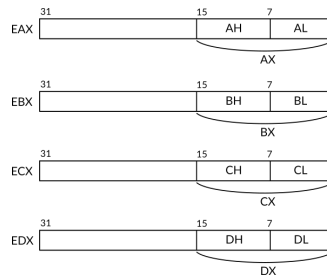 31 15 7
EAX AH AL
AX
31 15 7
EBX BH BL
BX
31 15 7
ECX CH CL
CX
31 15 7
EDX DH DL
DX